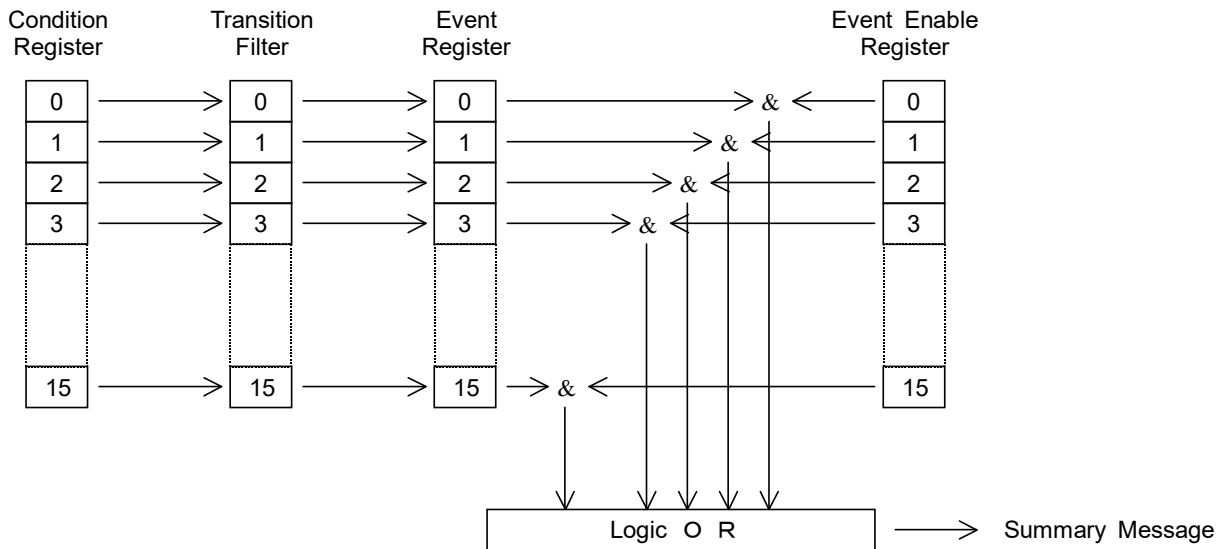 Condition Register
Transition Filter
Event Register
Event Enable Register
0 0 0 & 0
1 1 1 & 1
2 2 2 & 2
3 3 3 & 3
15 15 15 & 15
Logic O R
Summary Message